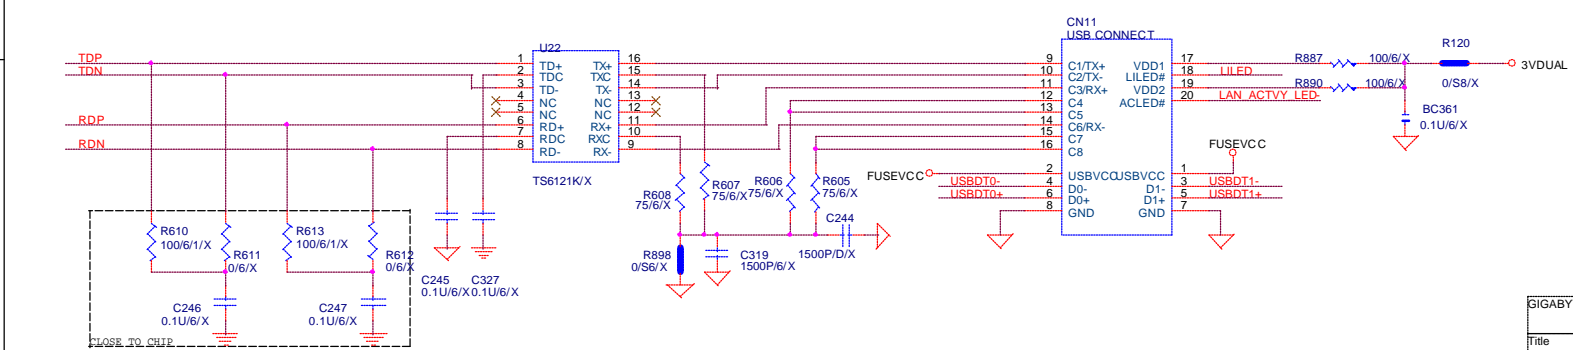 CN11
USB CONNECT
U22
TDP
TDN
RDP
RDN
1 TD+ TX+ 16
2 TDC TXC 15
3 TD- TX- 14
4 NC NC 13
5 NC NC 12
6 RD+ RX+ 11
7 RDC RXC 10
8 RD- RX- 9
TS6121K/X
9 C1/TX+ VDD1 17
10 C2/TX- LILED# 18
11 C3/RX+ VDD2 19
12 C4 ACLED# 20
13 C5
14 C6/RX-
15 C7
16 C8
2 USBVCC USBVCC 1
4 D0- D1- 3
6 D0+ D1+ 5
8 GND GND 7
R887 100/6/X
LILED
R890 100/6/X
LAN_ACTVY_LED-
R120
0/S8/X
3VDUAL
BC361
0.1U/6/X
FUSEVCC
FUSEVCC
USBDT0-
USBDT0+
USBDT1-
USBDT1+
R608
75/6/X
R607
75/6/X
R606
75/6/X
R605
75/6/X
C244
1500P/D/X
R898
0/S6/X
C319
1500P/6/X
R610
100/6/1/X
R611
0/6/X
R613
100/6/1/X
R612
0/6/X
C245
0.1U/6/X
C327
0.1U/6/X
C246
0.1U/6/X
C247
0.1U/6/X
CLOSE TO CHIP
GIGABY
Title